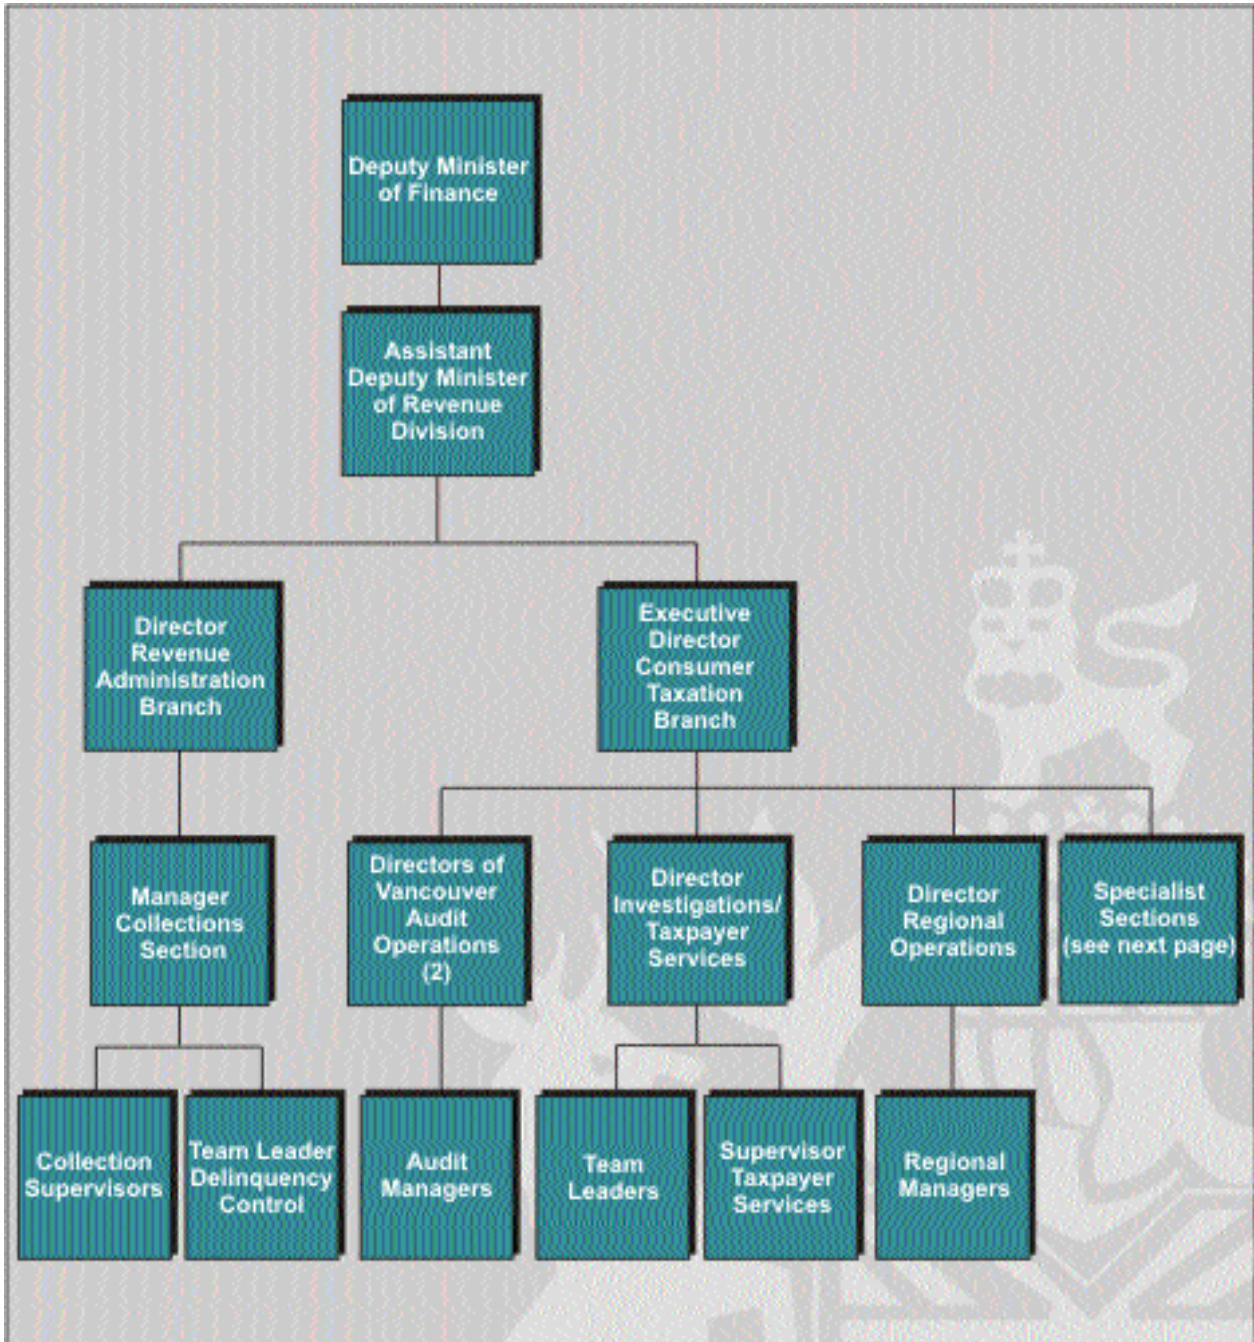 Deputy Minister
of Finance
Assistant
Deputy Minister
of Revenue
Division
Director
Revenue
Administration
Branch
Executive
Director
Consumer
Taxation
Branch
Manager
Collections
Section
Directors of
Vancouver
Audit
Operations
(2)
Director
Investigations/
Taxpayer
Services
Director
Regional
Operations
Specialist
Sections
(see next page)
Collection
Supervisors
Team Leader
Delinquency
Control
Audit
Managers
Team
Leaders
Supervisor
Taxpayer
Services
Regional
Managers